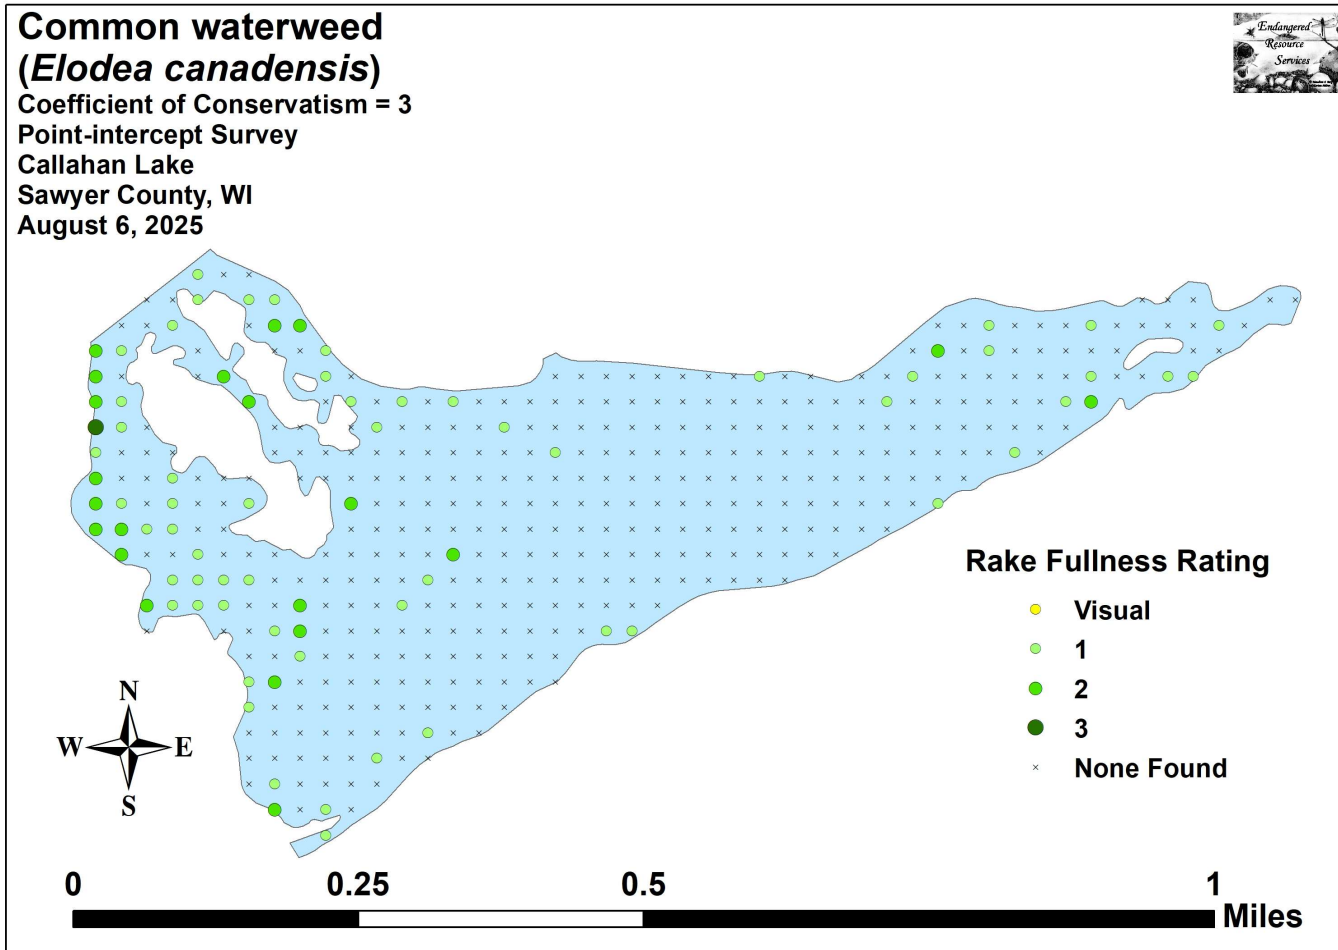 Common waterweed
(Elodea canadensis)
Coefficient of Conservatism = 3
Point-intercept Survey
Callahan Lake
Sawyer County, WI
August 6, 2025
Endangered
Resource
Services
Rake Fullness Rating
Visual
1
2
3
None Found
N
W E
S
0 0.25 0.5 1
Miles